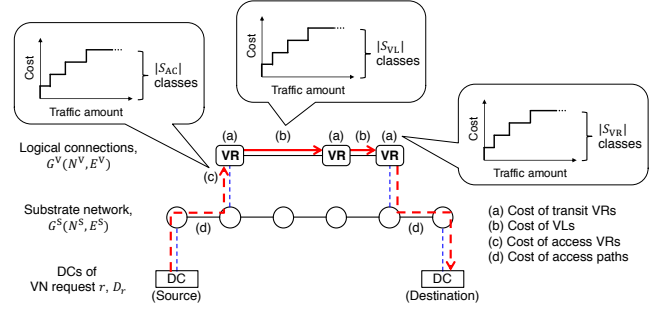 Cost
Traffic amount
|S_AC|
classes
Cost
Traffic amount
|S_VL|
classes
Cost
Traffic amount
|S_VR|
classes
(a) (b) (a) (b) (a)
VR VR VR
(c)
Logical connections,
G^V(N^V, E^V)
Substrate network,
G^S(N^S, E^S)
(d) (d)
(a) Cost of transit VRs
(b) Cost of VLs
(c) Cost of access VRs
(d) Cost of access paths
DCs of
VN request r, D_r
DC
(Source)
DC
(Destination)